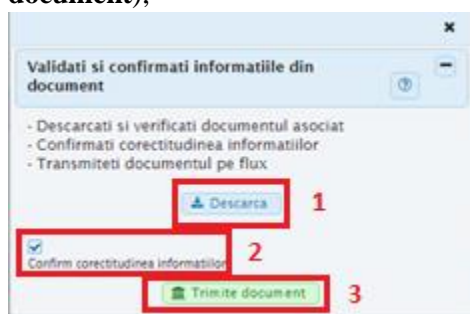 document),
Validati si confirmati informatiile din
document
- Descarcati si verificati documentul asociat
- Confirmati corectitudinea informatiilor
- Transmiteti documentul pe flux
Descarca 1
Confirm corectitudinea informatiilor 2
Trimite document 3